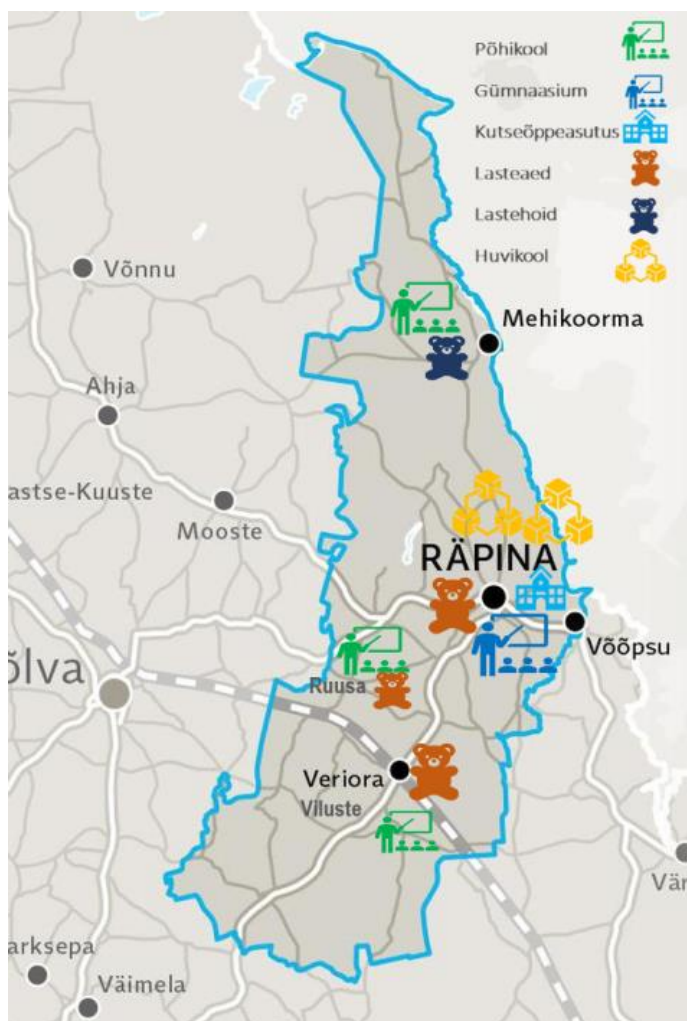 Põhikool
Gümnaasium
Kutseõppeasutus
Lasteaed
Lastehoid
Huvikool
Võnnu
Mehikoorma
Ahja
astse-Kuuste
Mooste
RÄPINA
Võõpsu
õlva
Ruusa
Veriora
Viluste
Vär
arksepa
Väimela